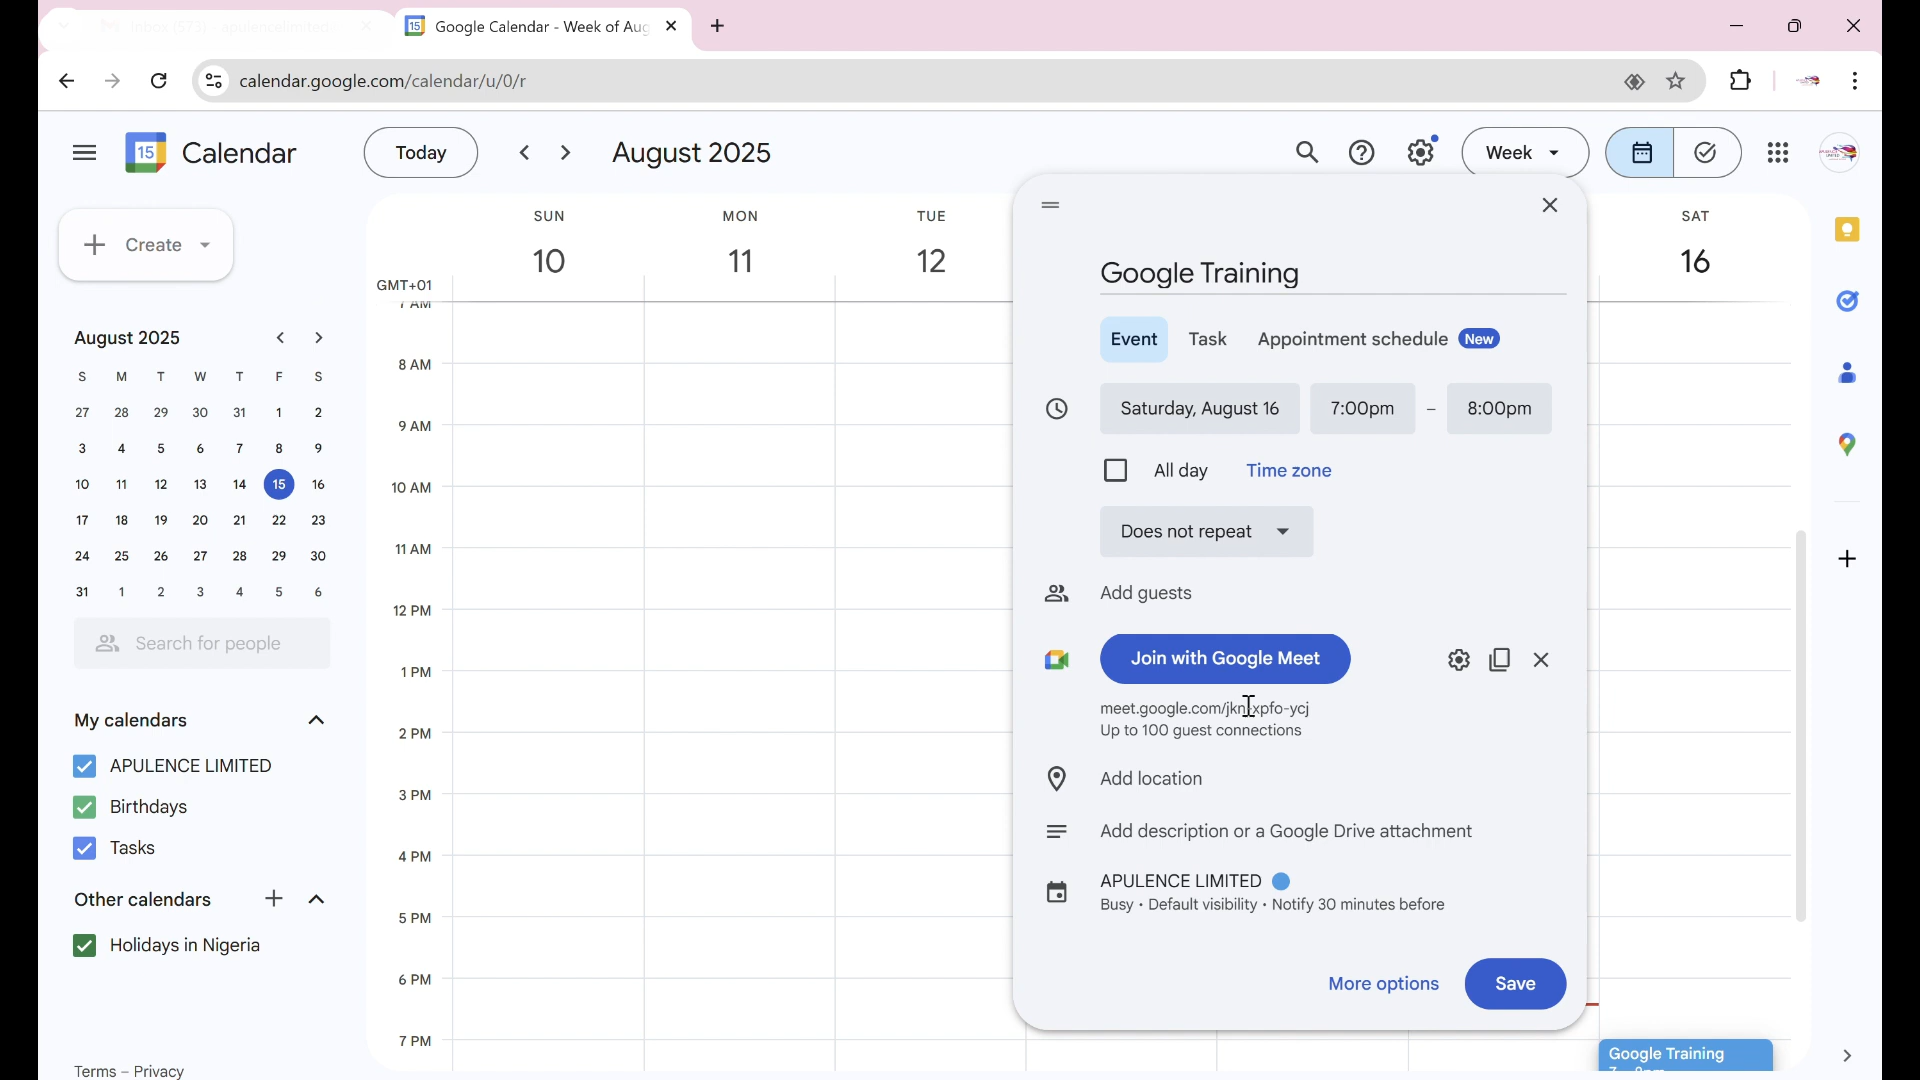 Inbox (573) - apulencelimited
Google Calendar - Week of Aug
calendar.google.com/calendar/u/0/r
15
Calendar
Today
August 2025
Week
Create
SUN
MON
TUE
SAT
10
11
12
16
GMT+01
7 AM
8 AM
9 AM
10 AM
11 AM
12 PM
1 PM
2 PM
3 PM
4 PM
5 PM
6 PM
7 PM
August 2025
S M T W T F S
27 28 29 30 31 1 2
3 4 5 6 7 8 9
10 11 12 13 14 15 16
17 18 19 20 21 22 23
24 25 26 27 28 29 30
31 1 2 3 4 5 6
Search for people
My calendars
APULENCE LIMITED
Birthdays
Tasks
Other calendars
Holidays in Nigeria
Terms – Privacy
Google Training
Event Task Appointment schedule New
Saturday, August 16 7:00pm – 8:00pm
All day Time zone
Does not repeat
Add guests
Join with Google Meet
Up to 100 guest connections
Add location
Add description or a Google Drive attachment
APULENCE LIMITED
Busy • Default visibility • Notify 30 minutes before
More options Save
Google Training